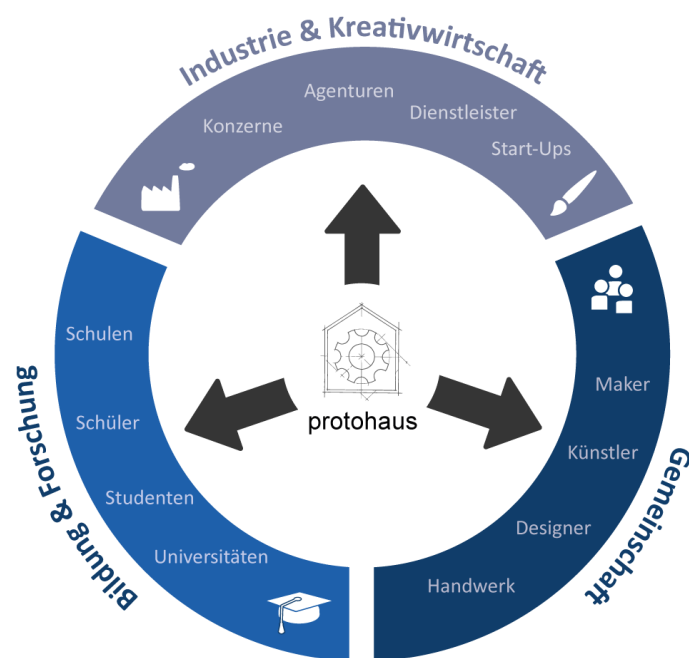 Industrie & Kreativwirtschaft
Agenturen
Dienstleister
Konzerne
Start-Ups
Schulen
Schüler
Studenten
Universitäten
Bildung & Forschung
protohaus
Maker
Künstler
Designer
Handwerk
Gemeinschaft